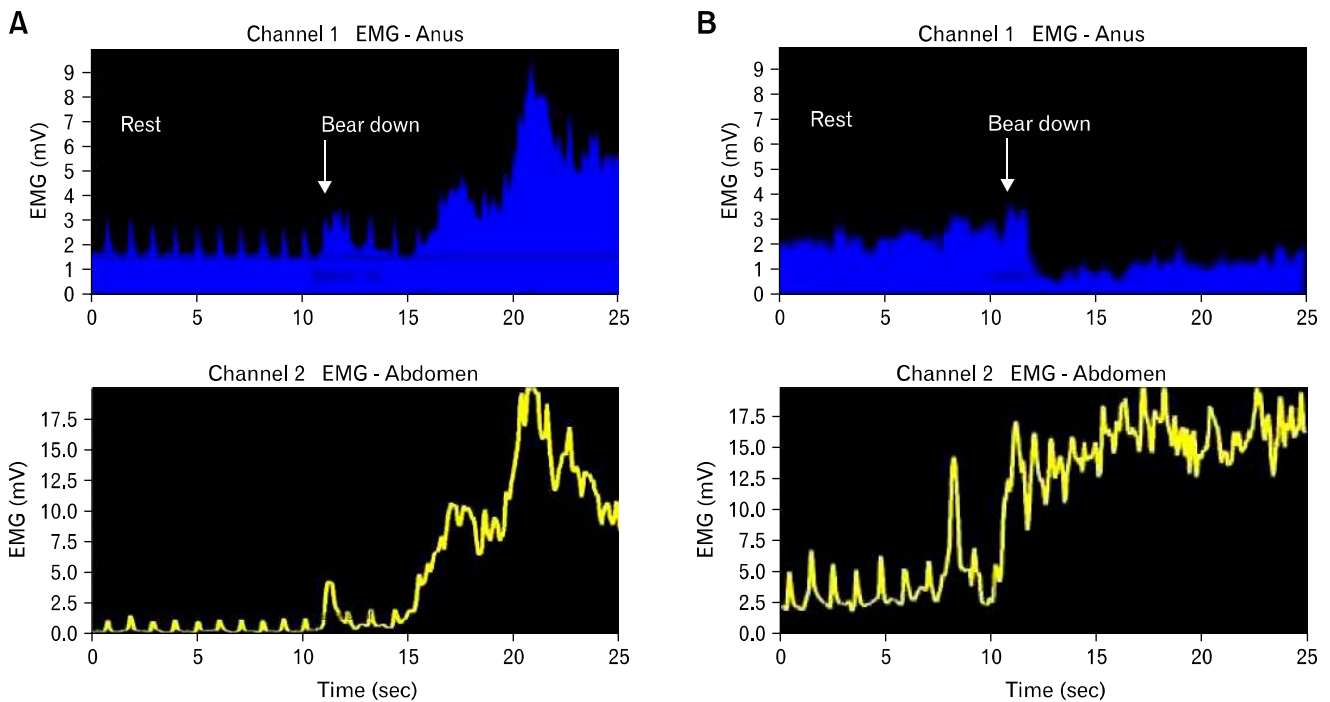 A
Channel 1 EMG - Anus
EMG (mV)
9
8
7
6
5
4
3
2
1
0
Rest
Bear down
0 5 10 15 20 25
Channel 2 EMG - Abdomen
EMG (mV)
17.5
15.0
12.5
10.0
7.5
5.0
2.5
0.0
0 5 10 15 20 25
Time (sec)
B
Channel 1 EMG - Anus
EMG (mV)
9
8
7
6
5
4
3
2
1
0
Rest
Bear down
0 5 10 15 20 25
Channel 2 EMG - Abdomen
EMG (mV)
17.5
15.0
12.5
10.0
7.5
5.0
2.5
0.0
0 5 10 15 20 25
Time (sec)